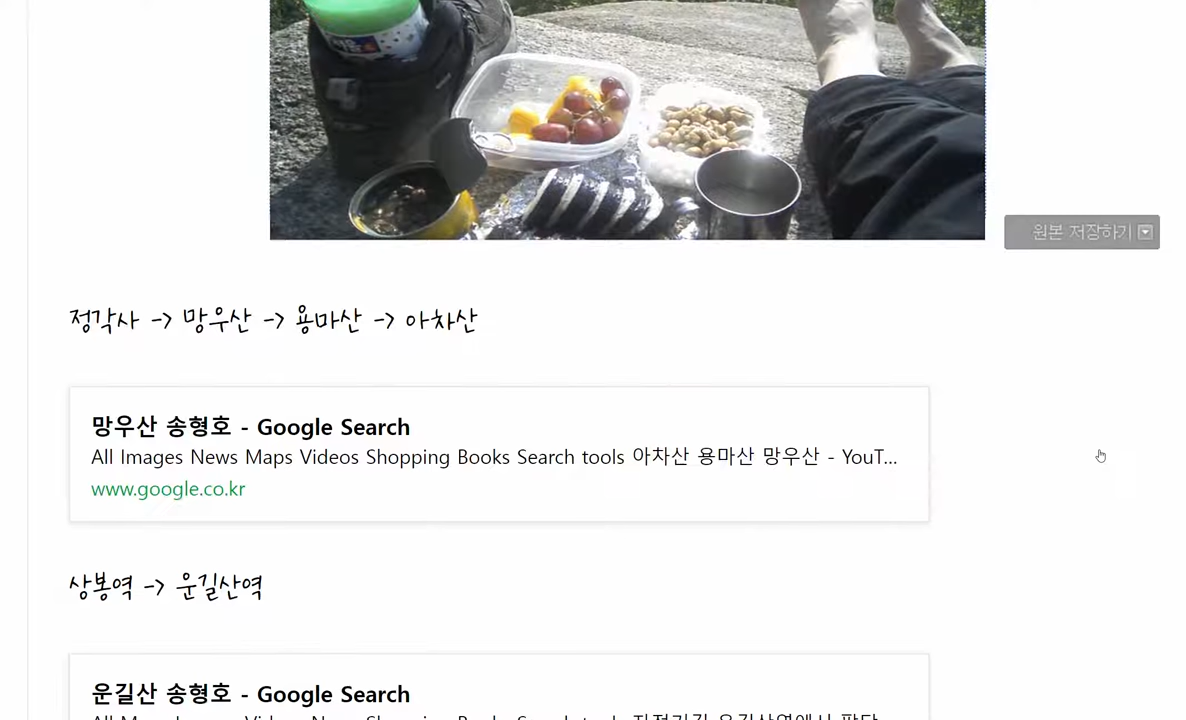 원본 저장하기
정각사 -> 망우산 -> 용마산 -> 아차산
망우산 송형호 - Google Search
All Images News Maps Videos Shopping Books Search tools 아차산 용마산 망우산 - YouT...
www.google.co.kr
상봉역 -> 운길산역
운길산 송형호 - Google Search